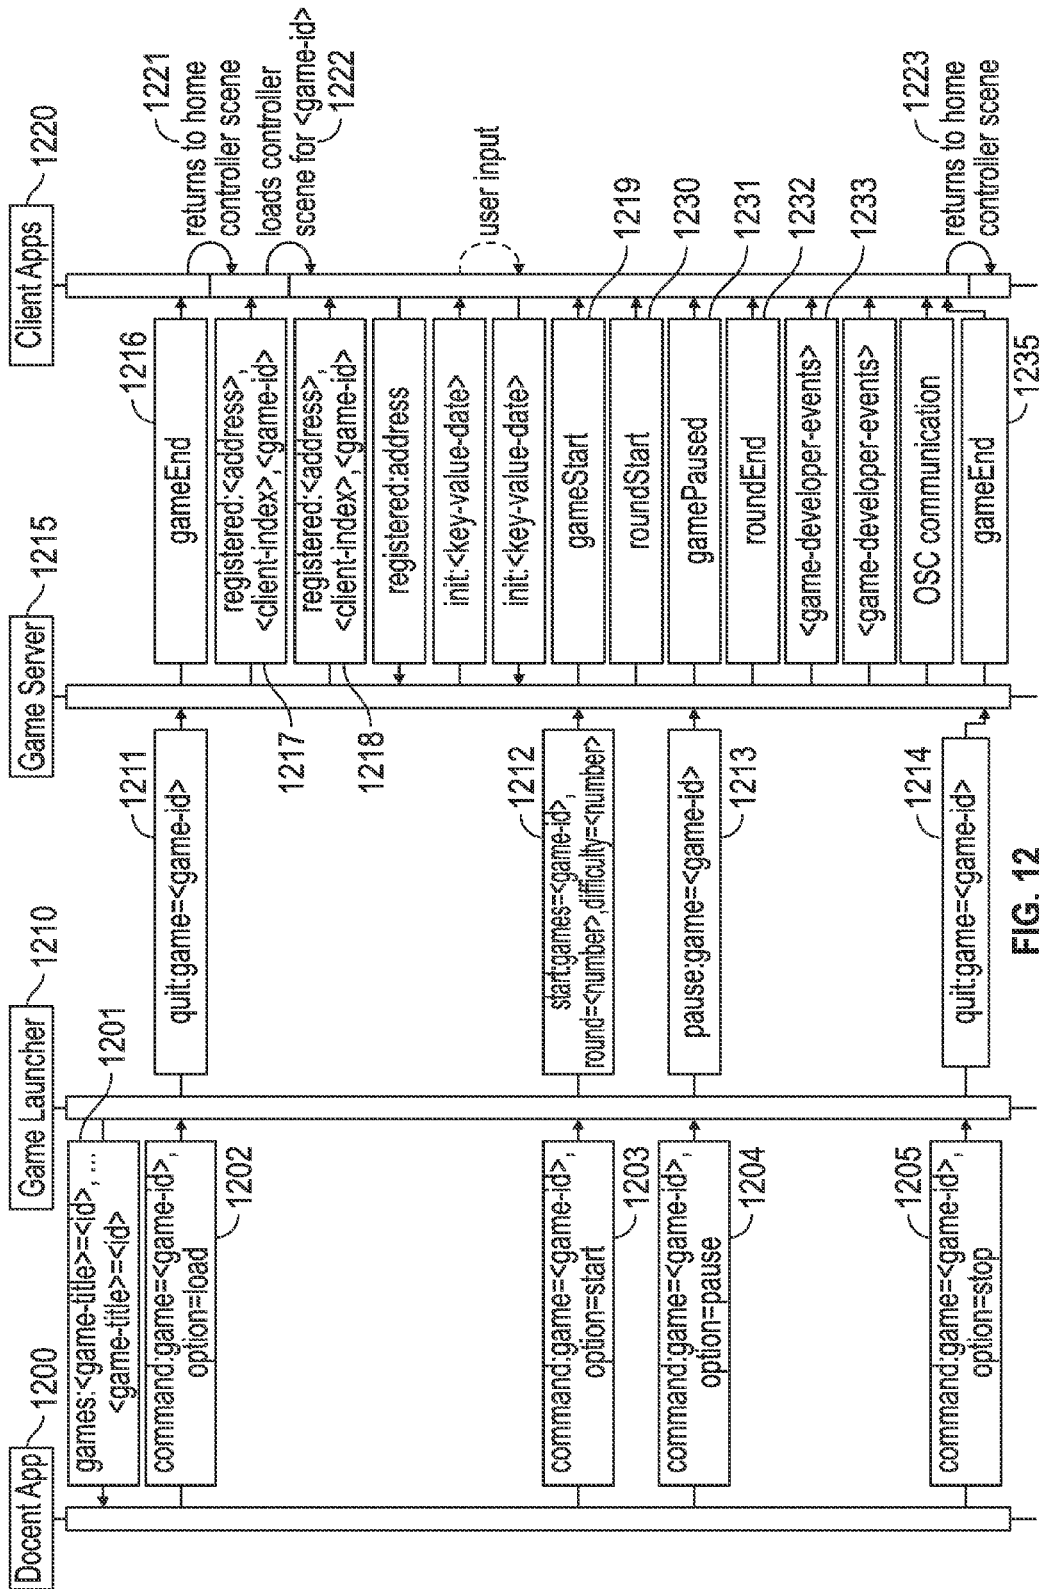 Docent App
1200
Game Launcher
1210
Game Server
1215
Client Apps
1220
games:<game-title>=<id>, ...
<game-title>=<id>
1201
command:game=<game-id>,
option=load
1202
command:game=<game-id>,
option=start
1203
command:game=<game-id>,
option=pause
1204
command:game=<game-id>,
option=stop
1205
quit:game=<game-id>
1211
start:games=<game-id>,
round=<number>,difficulty=<number>
1212
pause:game=<game-id>
1213
quit:game=<game-id>
1214
gameEnd
1216
registered:<address>,
<client-index>,<game-id>
1217
registered:<address>,
<client-index>,<game-id>
1218
registered:address
init:<key-value-date>
init:<key-value-date>
gameStart
1219
roundStart
1230
gamePaused
1231
roundEnd
1232
<game-developer-events>
1233
<game-developer-events>
OSC communication
gameEnd
1235
1221
returns to home
controller scene
loads controller
scene for <game-id>
1222
user input
1223
returns to home
controller scene
FIG. 12